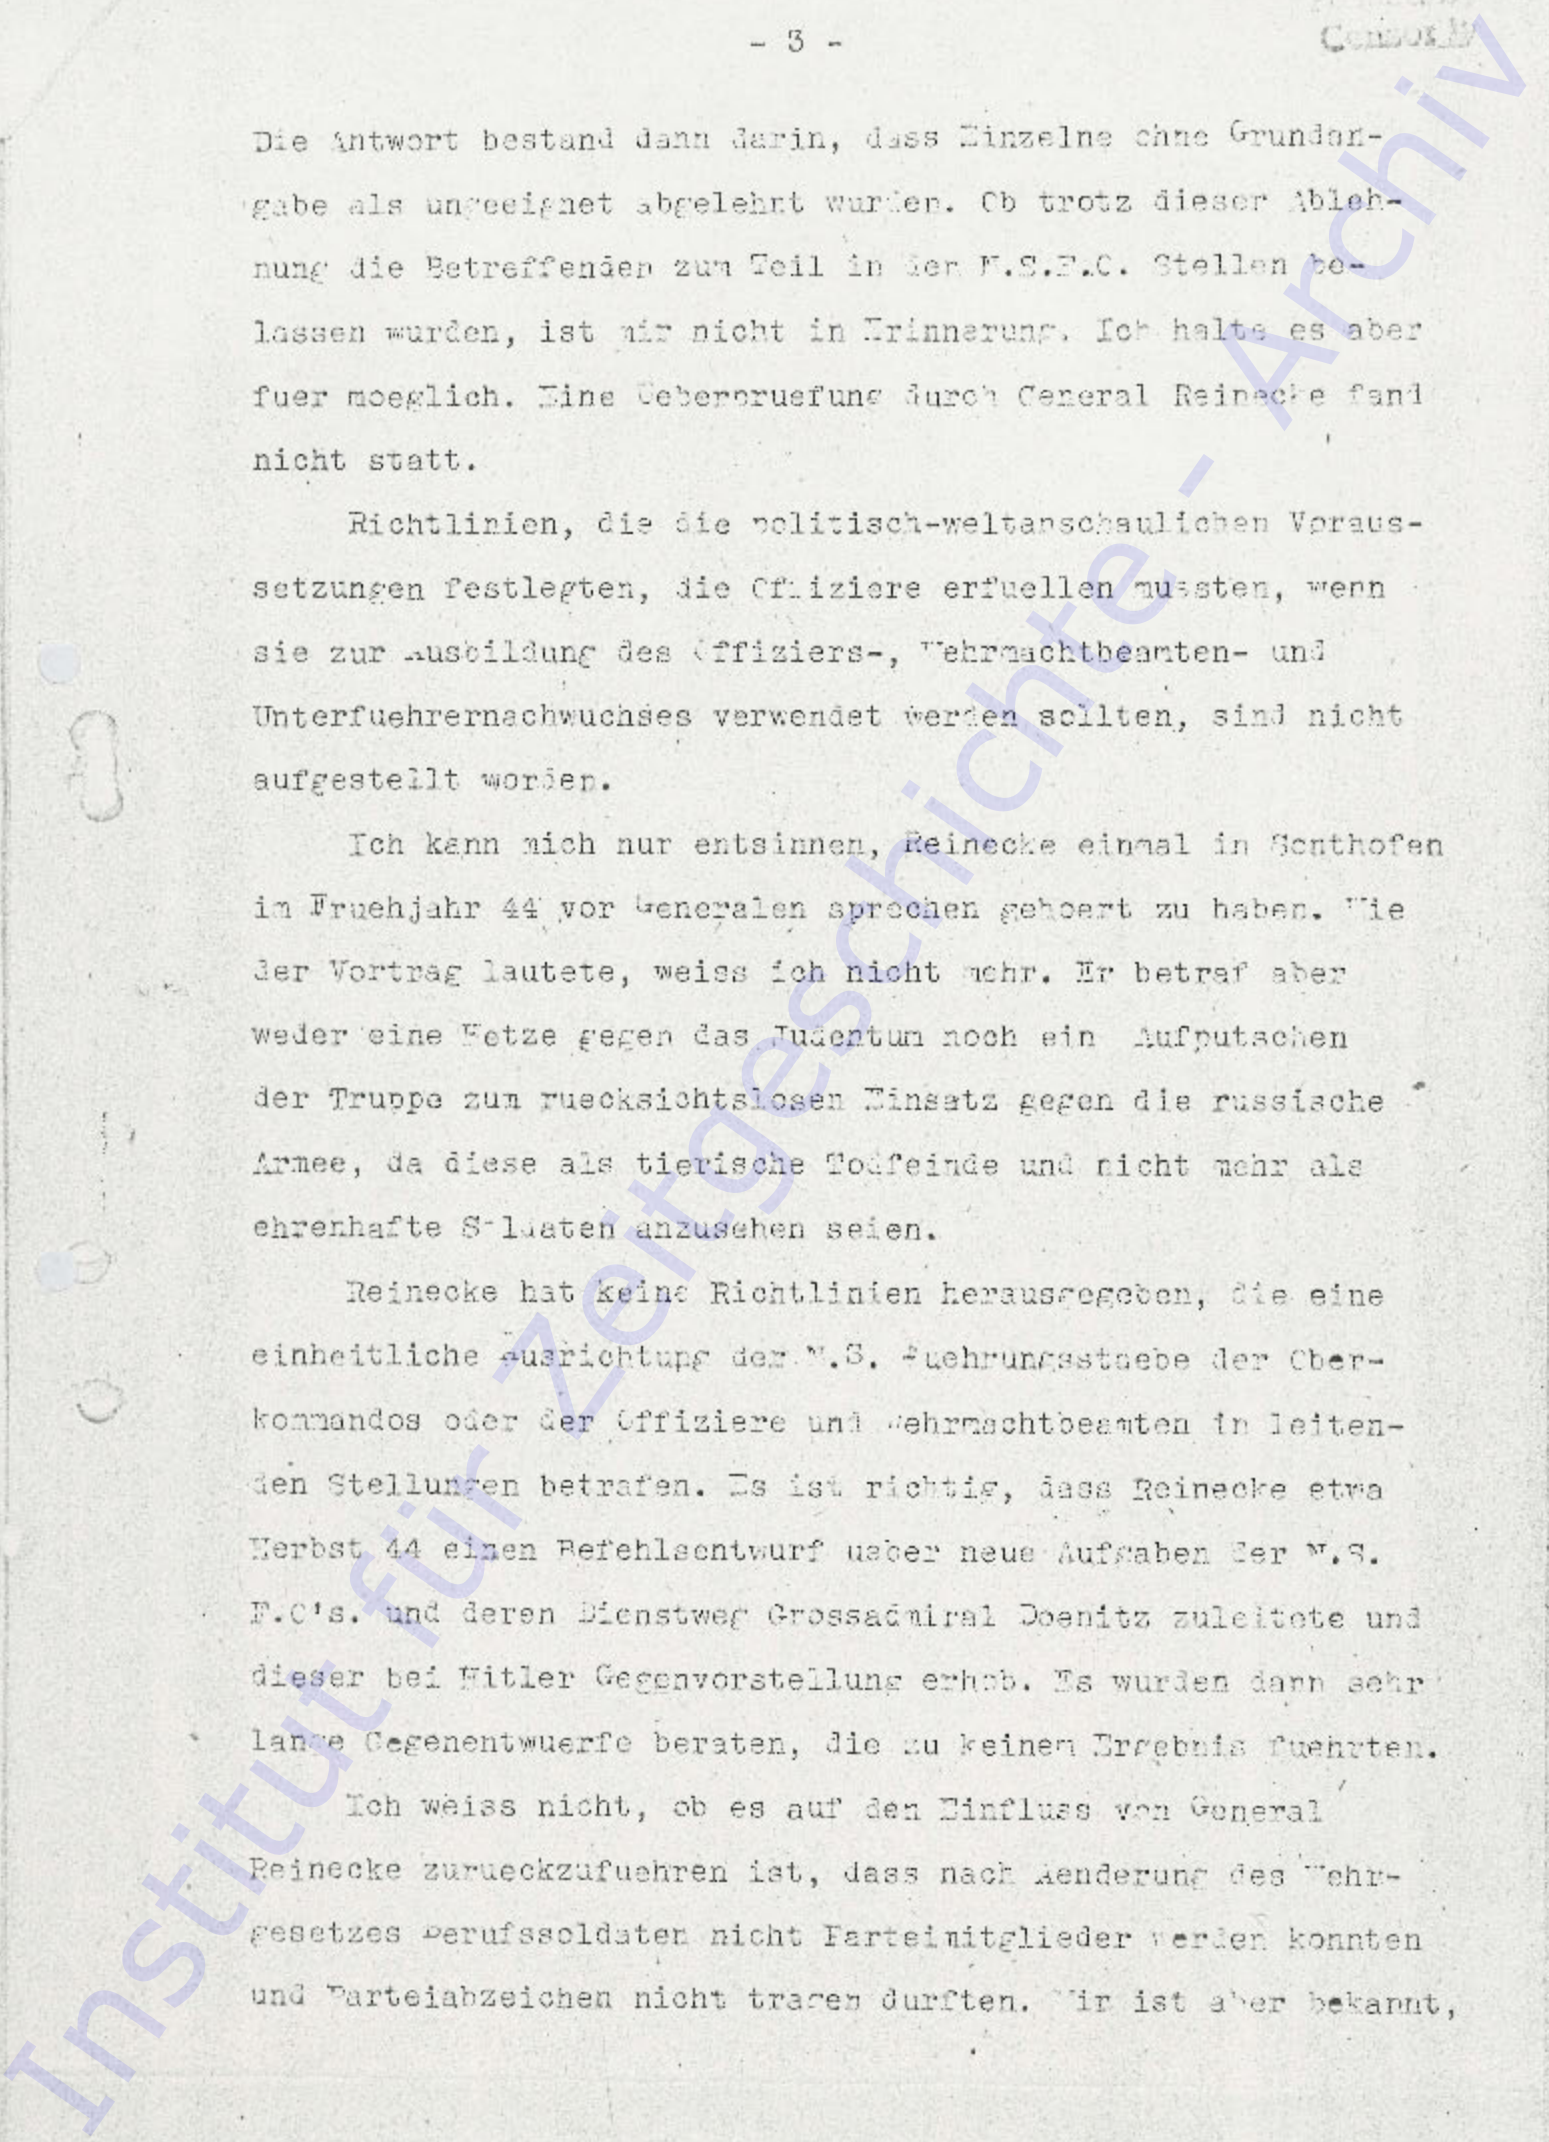 - 3 -
Censor
Die Antwort bestand dann darin, dass Einzelne ohne Grundan-
gabe als ungeeignet abgelehnt wurden. Ob trotz dieser Ableh-
nung die Betreffenden zum Teil in den N.S.F.O. Stellen be-
lassen wurden, ist mir nicht in Erinnerung. Ich halte es aber
fuer moeglich. Eine Ueberpruefung durch General Reinecke fand
nicht statt.
Richtlinien, die die politisch-weltanschaulichen Voraus-
setzungen festlegten, die Offiziere erfuellen mussten, wenn
sie zur Ausbildung des Offiziers-, Wehrmachtbeamten- und
Unterfuehrernachwuchses verwendet werden sollten, sind nicht
aufgestellt worden.
Ich kann mich nur entsinnen, Reinecke einmal in Sonthofen
im Fruehjahr 44 vor Generalen sprechen gehoert zu haben. Wie
der Vortrag lautete, weiss ich nicht mehr. Er betraf aber
weder eine Hetze gegen das Judentum noch ein Aufputschen
der Truppe zum ruecksichtslosen Einsatz gegen die russische
Armee, da diese als tierische Todfeinde und nicht mehr als
ehrenhafte Soldaten anzusehen seien.
Reinecke hat keine Richtlinien herausgegeben, die eine
einheitliche Ausrichtung der N.S. Fuehrungsstaebe der Ober-
kommandos oder der Offiziere und Wehrmachtbeamten in leiten-
den Stellungen betrafen. Es ist richtig, dass Reinecke etwa
Herbst 44 einen Befehlsentwurf ueber neue Aufgaben der N.S.
F.O's. und deren Dienstweg Grossadmiral Doenitz zuleitete und
dieser bei Hitler Gegenvorstellung erhob. Es wurden dann sehr
lange Gegenentwuerfe beraten, die zu keinem Ergebnis fuehrten.
Ich weiss nicht, ob es auf den Einfluss von General
Reinecke zurueckzufuehren ist, dass nach Aenderung des Wehr-
gesetzes Berufssoldaten nicht Parteimitglieder werden konnten
und Parteiabzeichen nicht tragen durften. Mir ist aber bekannt,
Institut für Zeitgeschichte - Archiv